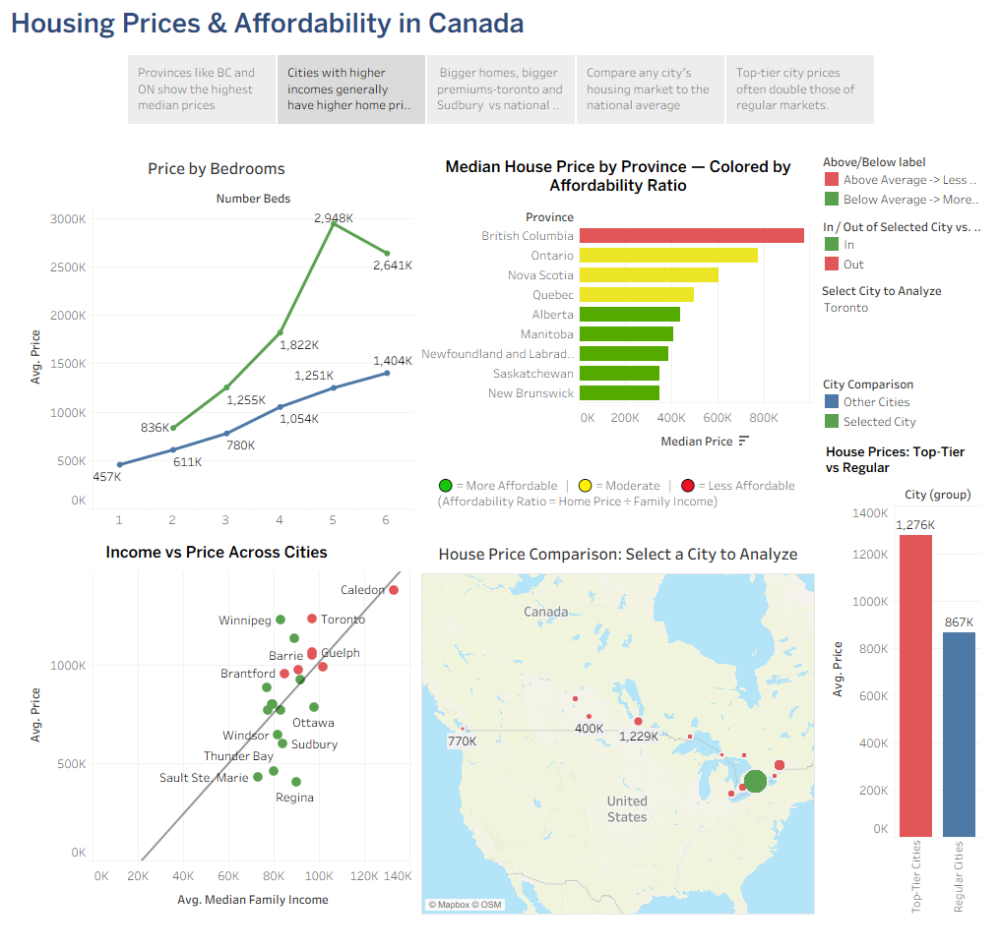 Housing Prices & Affordability in Canada
Provinces like BC and
ON show the highest
median prices
Cities with higher
incomes generally
have higher home pri..
Bigger homes, bigger
premiums-toronto and
Sudbury vs national ..
Compare any city's
housing market to the
national average
Top-tier city prices
often double those of
regular markets.
Price by Bedrooms
Number Beds
3000K
2500K
2000K
1500K
1000K
500K
0K
Avg. Price
2,948K
2,641K
1,822K
1,404K
1,251K
1,255K
1,054K
836K
780K
611K
457K
1
2
3
4
5
6
Median House Price by Province — Colored by
Affordability Ratio
Province
British Columbia
Ontario
Nova Scotia
Quebec
Alberta
Manitoba
Newfoundland and Labrad..
Saskatchewan
New Brunswick
0K
200K
400K
600K
800K
Median Price
= More Affordable | = Moderate | = Less Affordable
(Affordability Ratio = Home Price ÷ Family Income)
Above/Below label
Above Average -> Less ..
Below Average -> More..
In / Out of Selected City vs. ..
In
Out
Select City to Analyze
Toronto
City Comparison
Other Cities
Selected City
Income vs Price Across Cities
1000K
500K
0K
Avg. Price
Caledon
Winnipeg
Toronto
Barrie
Guelph
Brantford
Ottawa
Windsor
Sudbury
Thunder Bay
Sault Ste. Marie
Regina
0K
20K
40K
60K
80K
100K
120K
140K
Avg. Median Family Income
House Price Comparison: Select a City to Analyze
Canada
770K
400K
1,229K
United
States
© Mapbox © OSM
House Prices: Top-Tier
vs Regular
City (group)
1400K
1200K
1000K
800K
600K
400K
200K
0K
Avg. Price
1,276K
867K
Top-Tier Cities
Regular Cities